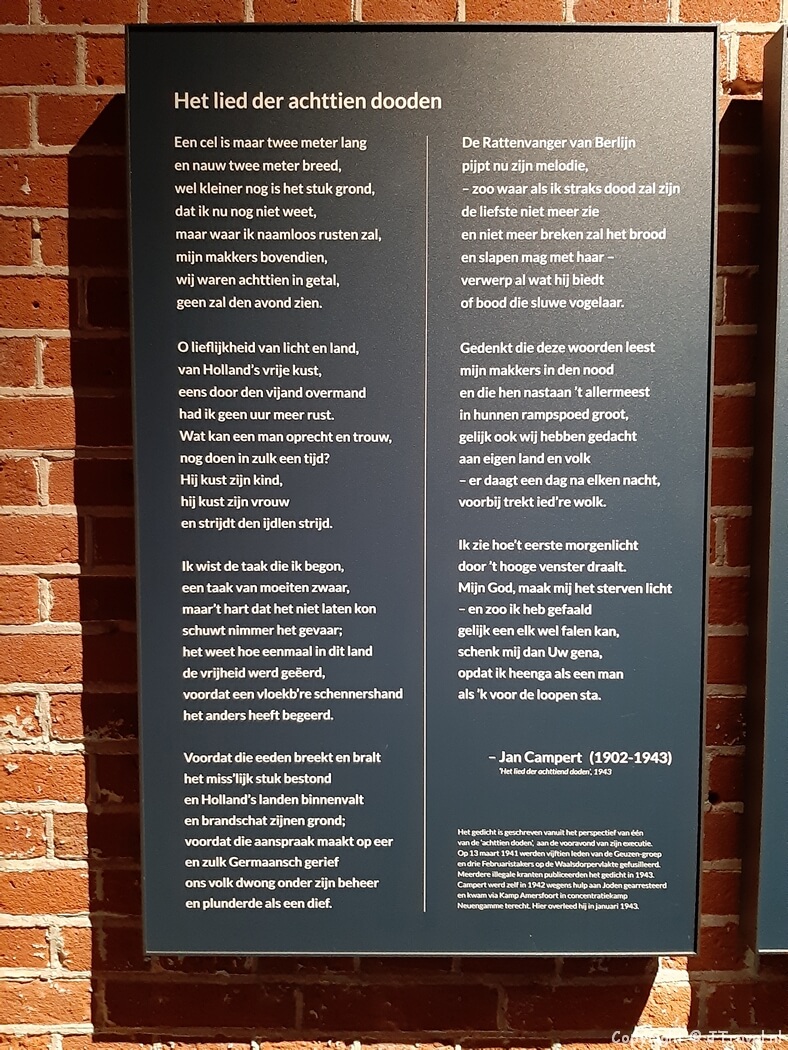 Het lied der achttien dooden
Een cel is maar twee meter lang
en nauw twee meter breed,
wel kleiner nog is het stuk grond,
dat ik nu nog niet weet,
maar waar ik naamloos rusten zal,
mijn makkers bovendien,
wij waren achttien in getal,
geen zal den avond zien.
O lieflijkheid van licht en land,
van Holland's vrije kust,
eens door den vijand overmand
had ik geen uur meer rust.
Wat kan een man oprecht en trouw,
nog doen in zulk een tijd?
Hij kust zijn kind,
hij kust zijn vrouw
en strijdt den ijdlen strijd.
Ik wist de taak die ik begon,
een taak van moeiten zwaar,
maar't hart dat het niet laten kon
schuwt nimmer het gevaar;
het weet hoe eenmaal in dit land
de vrijheid werd geëerd,
voordat een vloekb're schennershand
het anders heeft begeerd.
Voordat die eeden breekt en bralt
het miss'lijk stuk bestond
en Holland's landen binnenvalt
en brandschat zijnen grond;
voordat die aanspraak maakt op eer
en zulk Germaansch gerief
ons volk dwong onder zijn beheer
en plunderde als een dief.
De Rattenvanger van Berlijn
pijpt nu zijn melodie,
– zoo waar als ik straks dood zal zijn
de liefste niet meer zie
en niet meer breken zal het brood
en slapen mag met haar –
verwerp al wat hij biedt
of bood die sluwe vogelaar.
Gedenkt die deze woorden leest
mijn makkers in den nood
en die hen nastaan 't allermeest
in hunnen rampspoed groot,
gelijk ook wij hebben gedacht
aan eigen land en volk
– er daagt een dag na elken nacht,
voorbij trekt ied're wolk.
Ik zie hoe't eerste morgenlicht
door 't hooge venster draalt.
Mijn God, maak mij het sterven licht
– en zoo ik heb gefaald
gelijk een elk wel falen kan,
schenk mij dan Uw gena,
opdat ik heenga als een man
als 'k voor de loopen sta.
– Jan Campert (1902-1943)
'Het lied der achttiend doden', 1943
Het gedicht is geschreven vanuit het perspectief van één
van de 'achttien doden', aan de vooravond van zijn executie.
Op 13 maart 1941 werden vijftien leden van de Geuzen-groep
en drie Februaristakers op de Waalsdorpervlakte gefusilleerd.
Meerdere illegale kranten publiceerden het gedicht in 1943.
Campert werd zelf in 1942 wegens hulp aan Joden gearresteerd
en kwam via Kamp Amersfoort in concentratiekamp
Neuengamme terecht. Hier overleed hij in januari 1943.
Copyright © JTTravel.nl